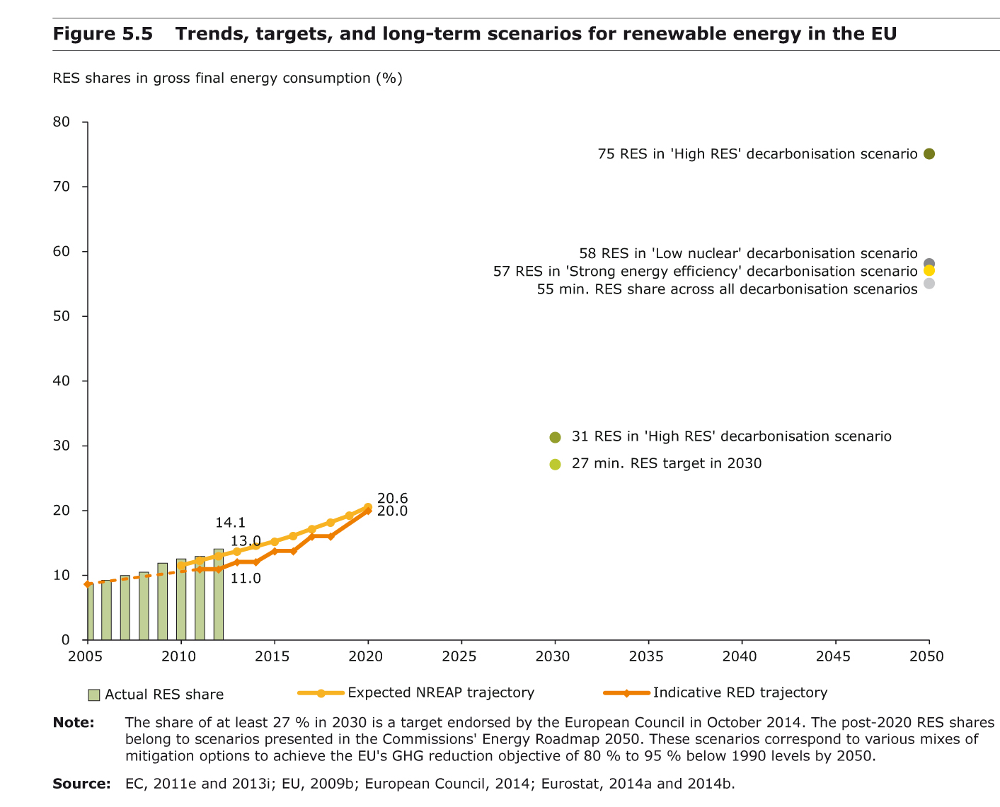 Figure 5.5 Trends, targets, and long-term scenarios for renewable energy in the EU
RES shares in gross final energy consumption (%)
80
75 RES in 'High RES' decarbonisation scenario
70
60
58 RES in 'Low nuclear' decarbonisation scenario
57 RES in 'Strong energy efficiency' decarbonisation scenario
55 min. RES share across all decarbonisation scenarios
50
40
30
31 RES in 'High RES' decarbonisation scenario
27 min. RES target in 2030
20.6
20
20.0
14.1
13.0
10
11.0
0
2005 2010 2015 2020 2025 2030 2035 2040 2045 2050
Actual RES share Expected NREAP trajectory Indicative RED trajectory
Note: The share of at least 27 % in 2030 is a target endorsed by the European Council in October 2014. The post-2020 RES shares
belong to scenarios presented in the Commissions' Energy Roadmap 2050. These scenarios correspond to various mixes of
mitigation options to achieve the EU's GHG reduction objective of 80 % to 95 % below 1990 levels by 2050.
Source: EC, 2011e and 2013i; EU, 2009b; European Council, 2014; Eurostat, 2014a and 2014b.